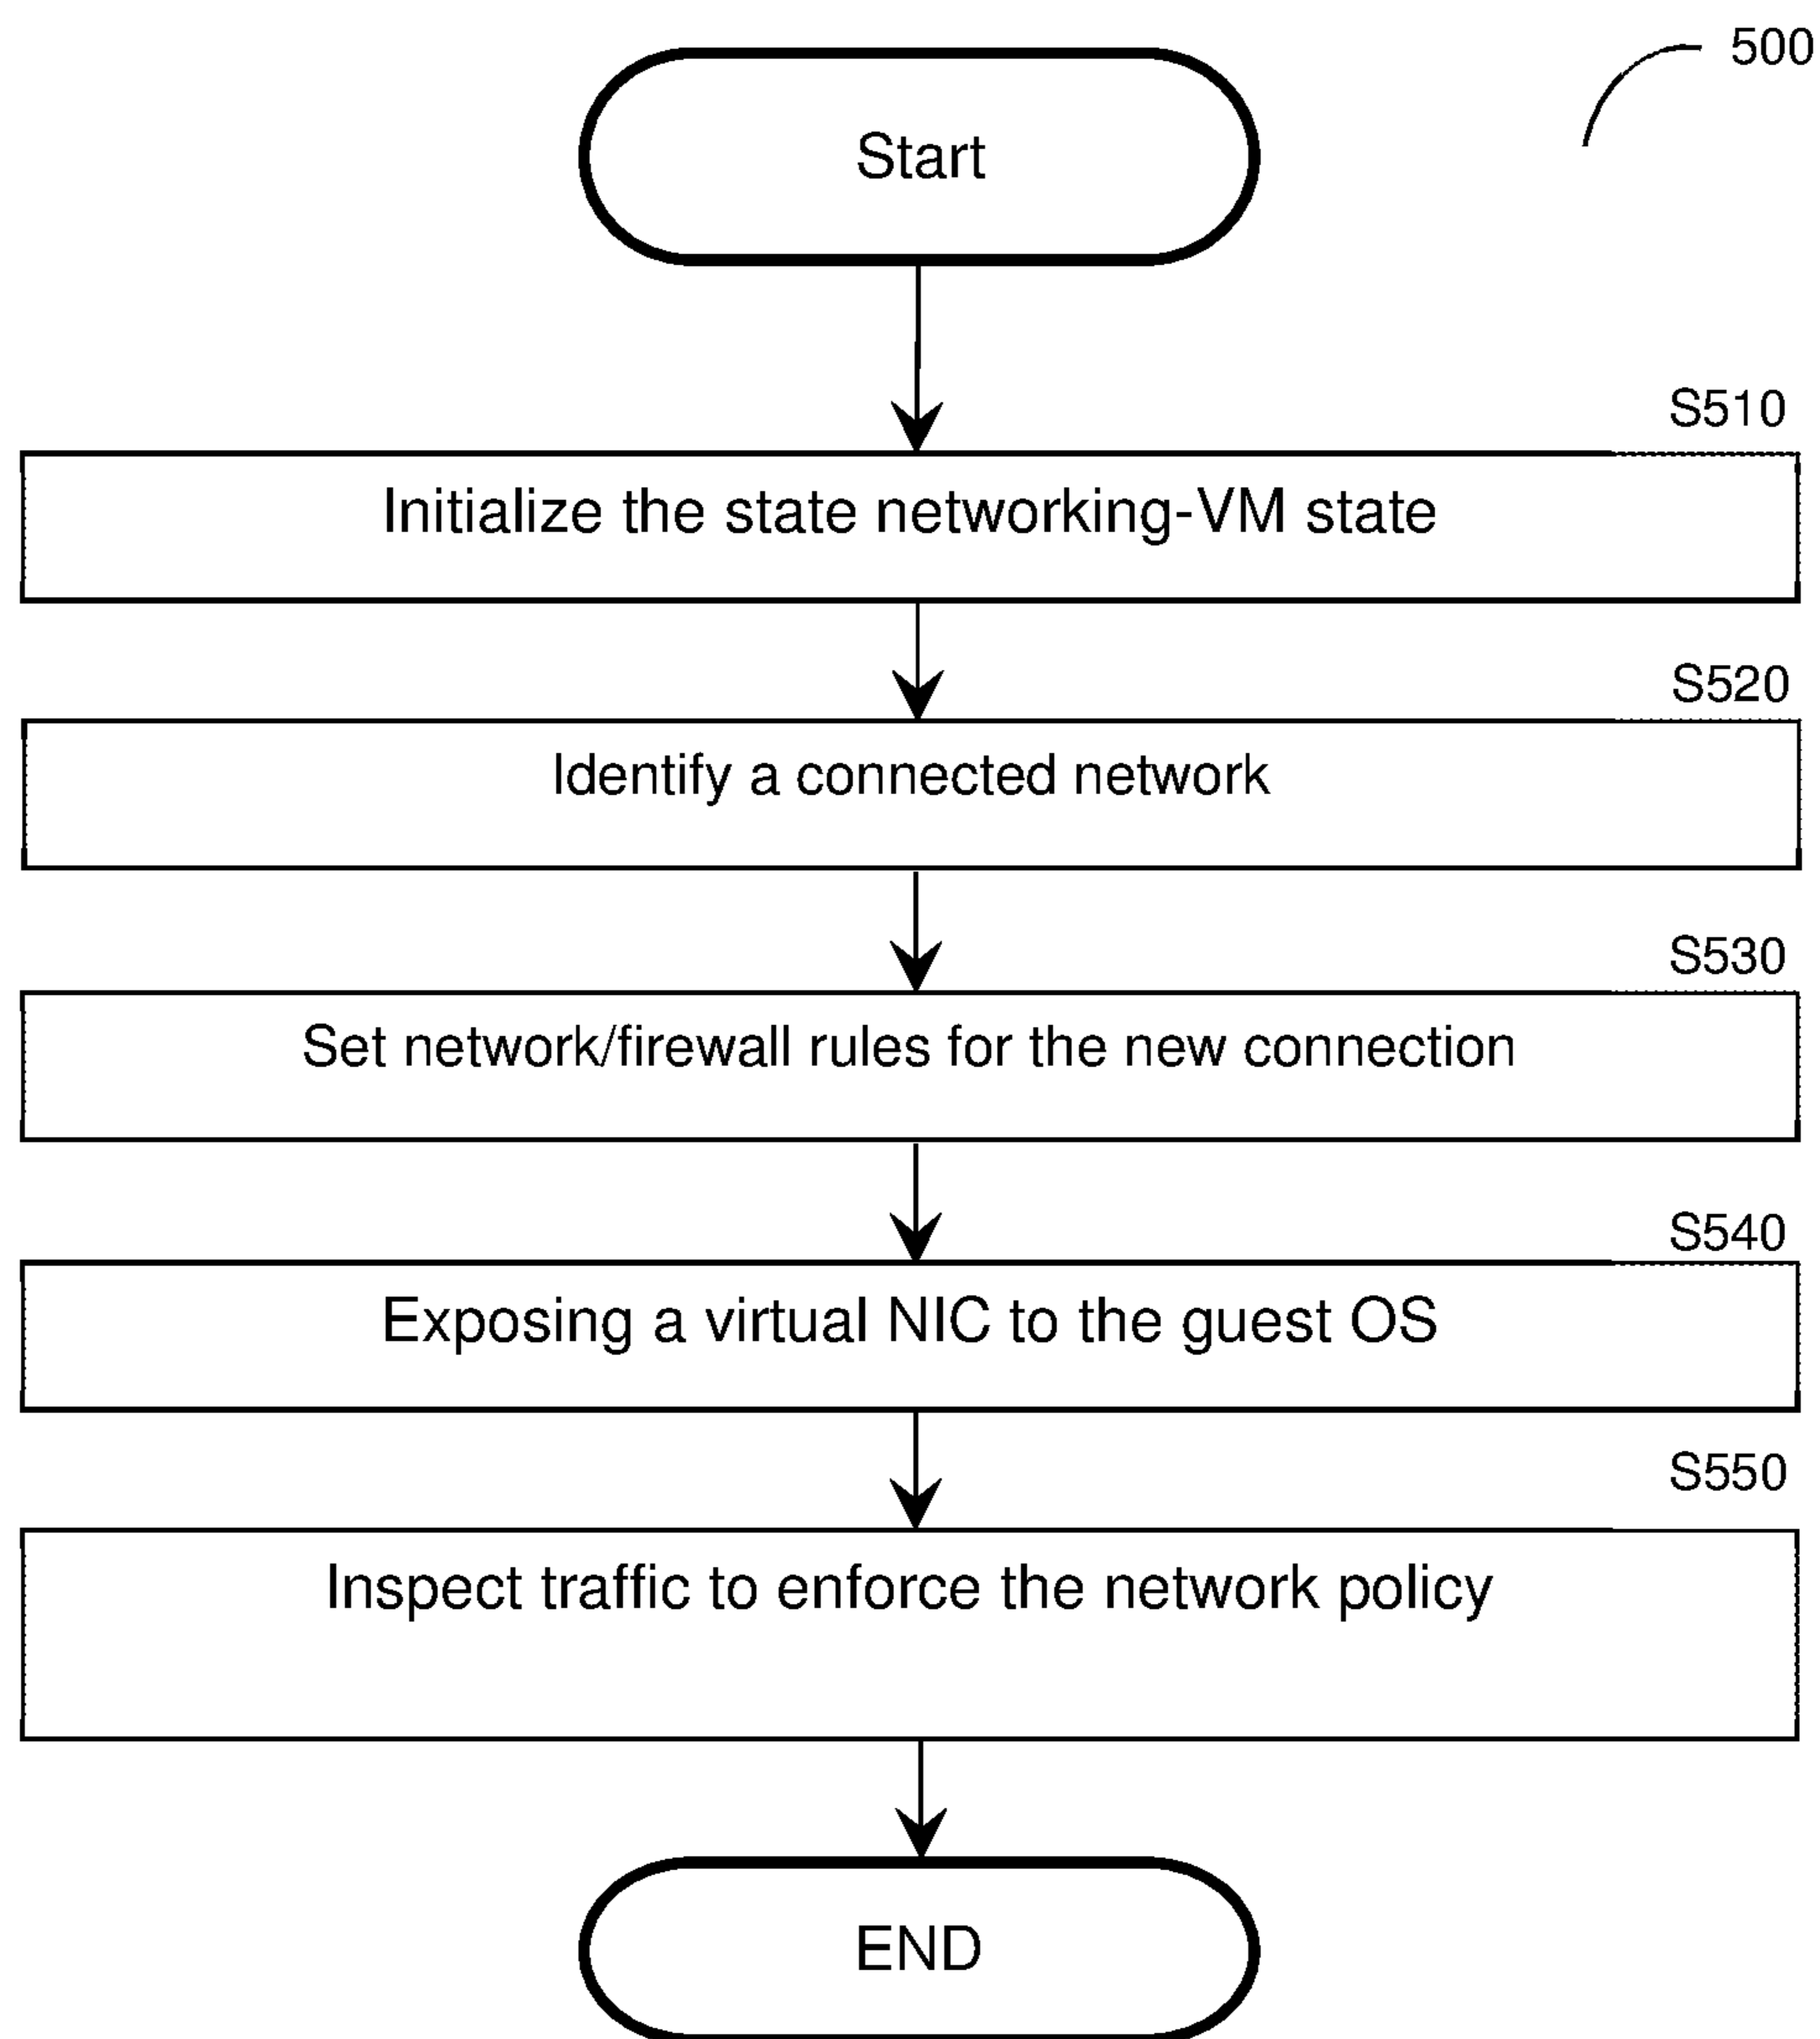 500
Start
S510
Initialize the state networking-VM state
S520
Identify a connected network
S530
Set network/firewall rules for the new connection
S540
Exposing a virtual NIC to the guest OS
S550
Inspect traffic to enforce the network policy
END